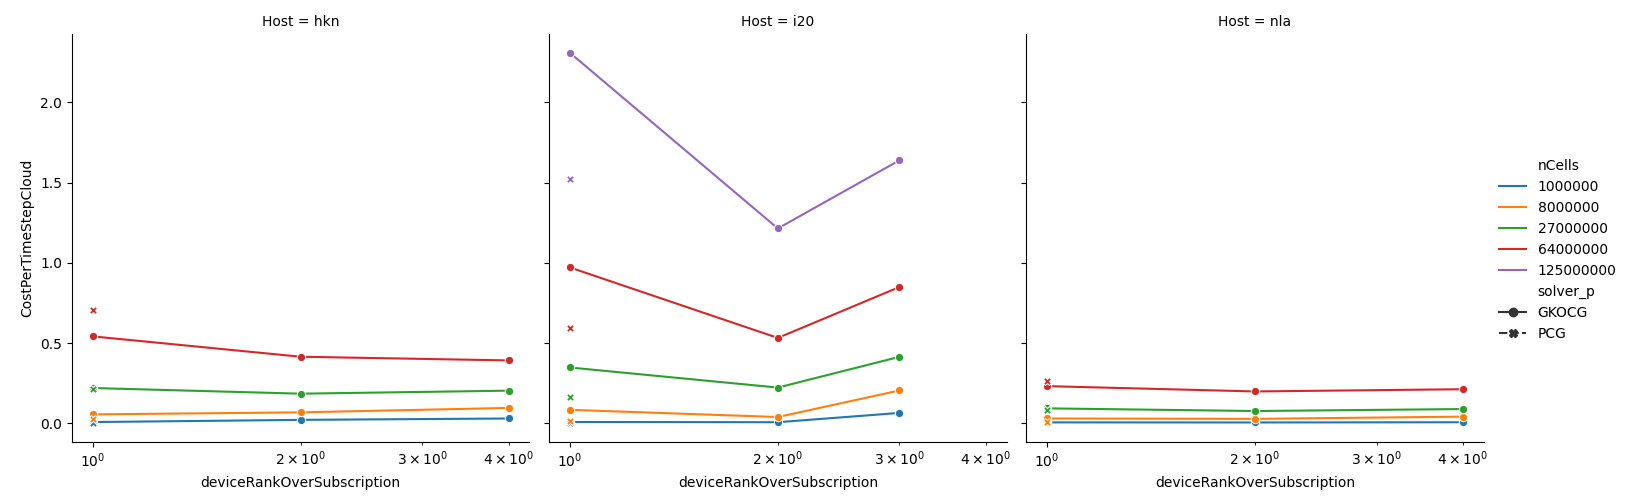 Host = hkn
Host = i20
Host = nla
CostPerTimeStepCloud
2.0
1.5
1.0
0.5
0.0
10⁰
2 × 10⁰
3 × 10⁰
4 × 10⁰
10⁰
2 × 10⁰
3 × 10⁰
4 × 10⁰
10⁰
2 × 10⁰
3 × 10⁰
4 × 10⁰
deviceRankOverSubscription
deviceRankOverSubscription
deviceRankOverSubscription
nCells
1000000
8000000
27000000
64000000
125000000
solver_p
GKOCG
PCG